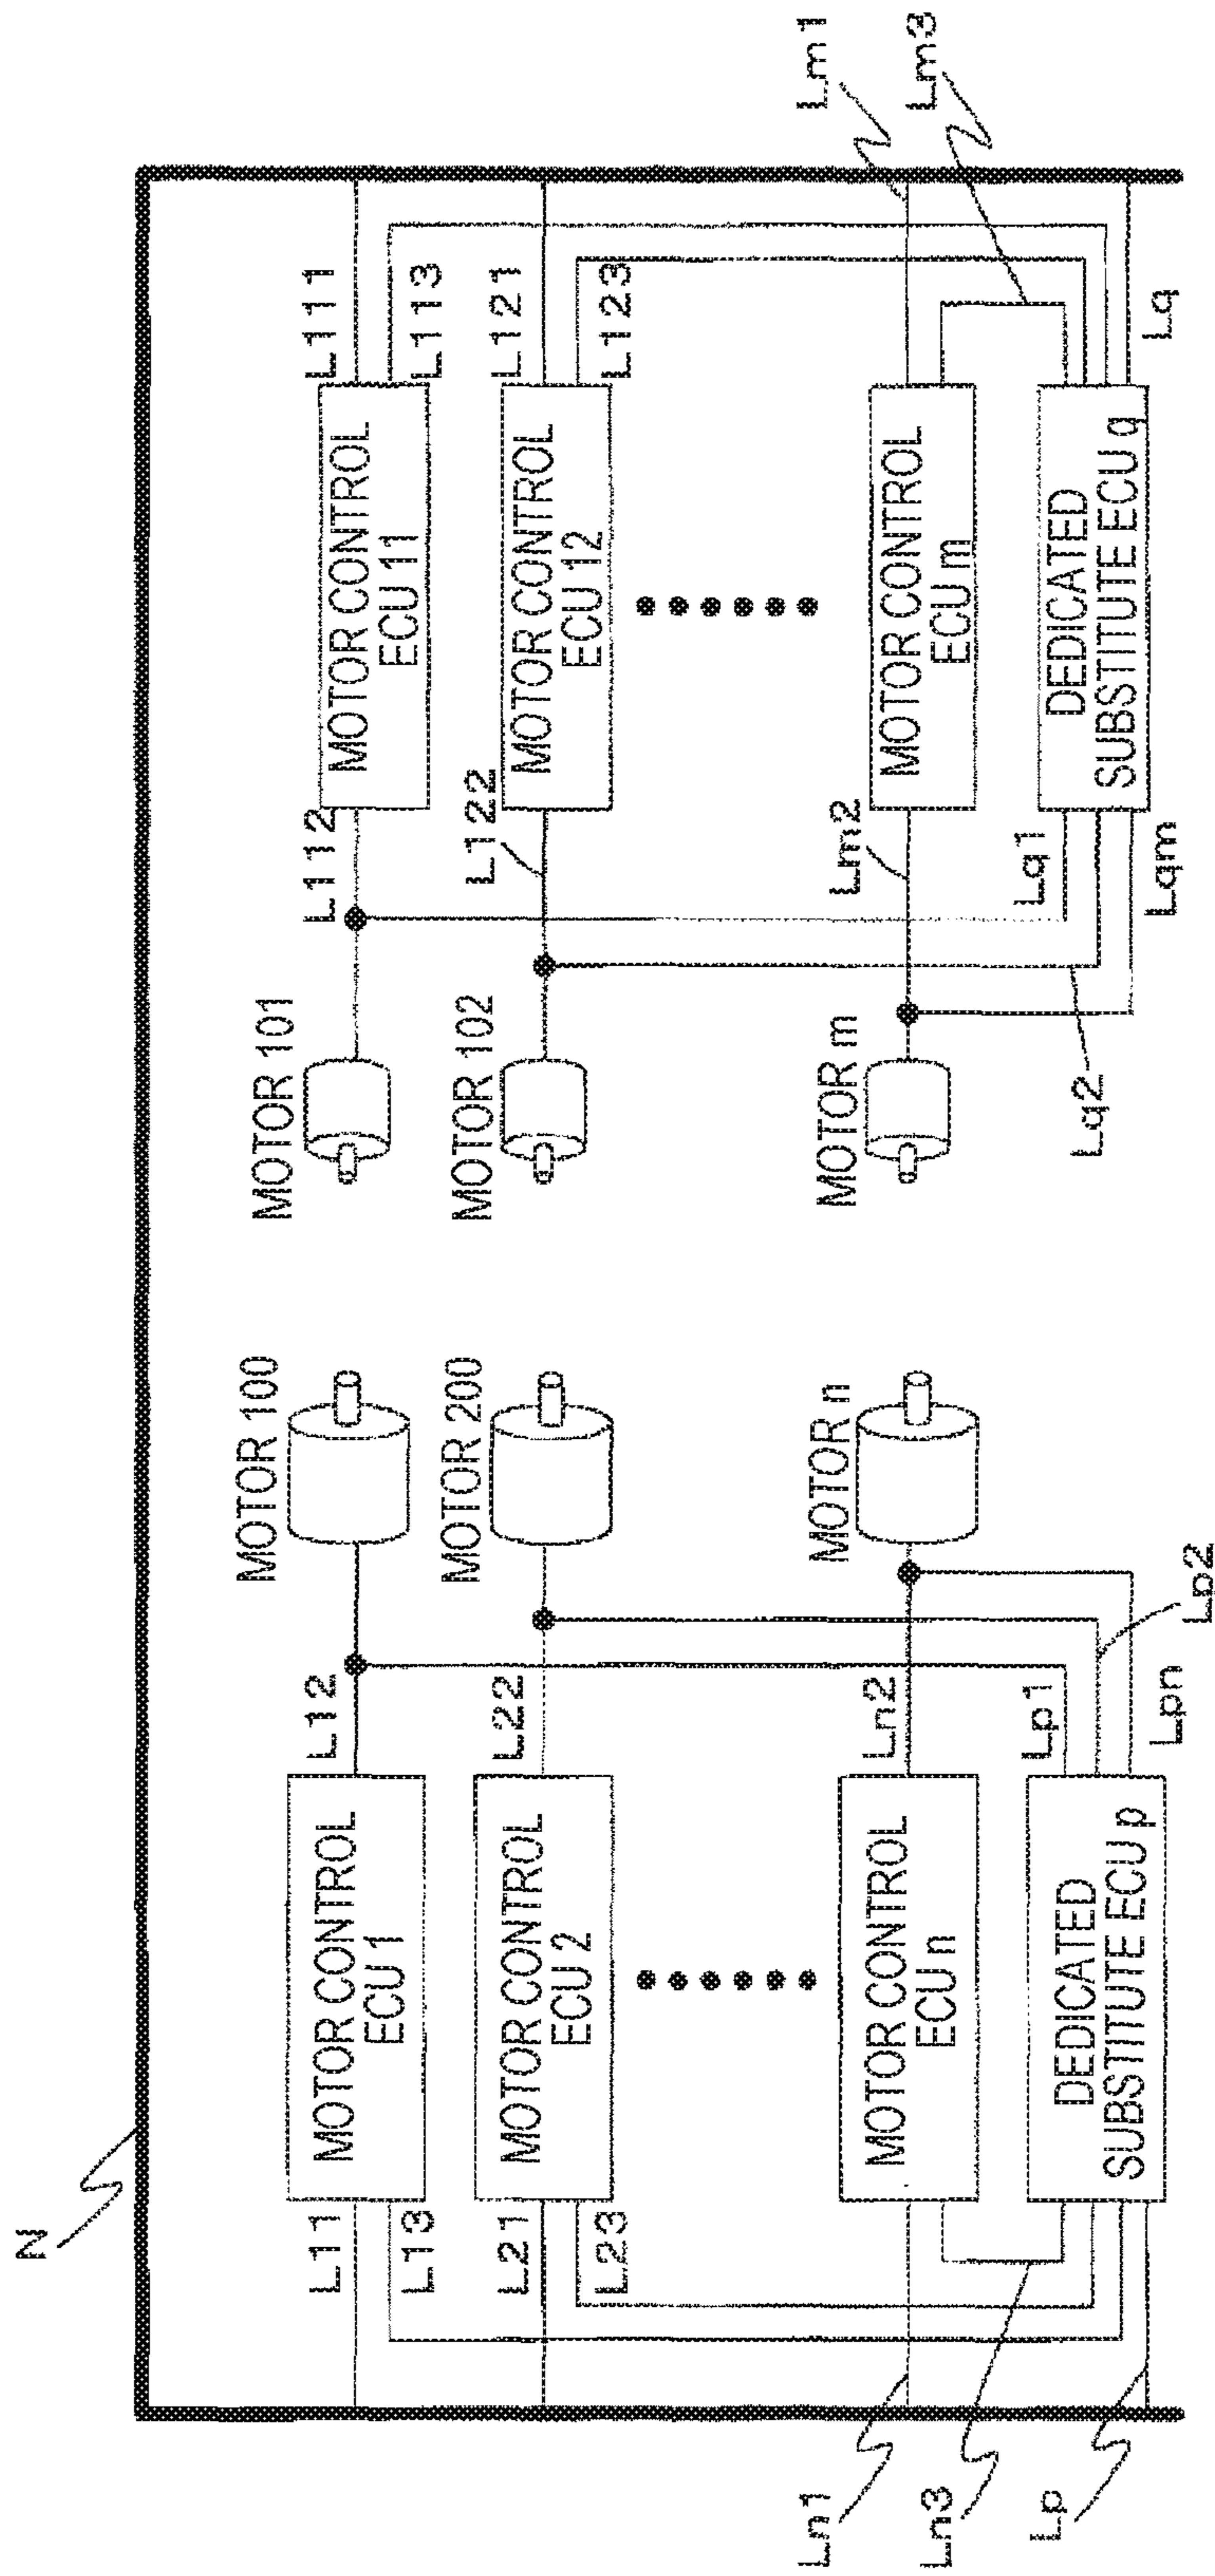 N
MOTOR 100
MOTOR 101
L11
L12
L112
L111
MOTOR CONTROL
ECU 1
MOTOR CONTROL
ECU 11
L13
L113
MOTOR 200
MOTOR 102
L21
L22
L122
L121
MOTOR CONTROL
ECU 2
MOTOR CONTROL
ECU 12
L23
L123
MOTOR n
MOTOR m
Ln1
Ln2
Lm2
Lm1
MOTOR CONTROL
ECU n
MOTOR CONTROL
ECU m
Ln3
Lm3
Lp
Lp1
Lq1
DEDICATED
SUBSTITUTE ECU p
DEDICATED
SUBSTITUTE ECU q
Lq2
Lpn
Lqm
Lq
Lp2